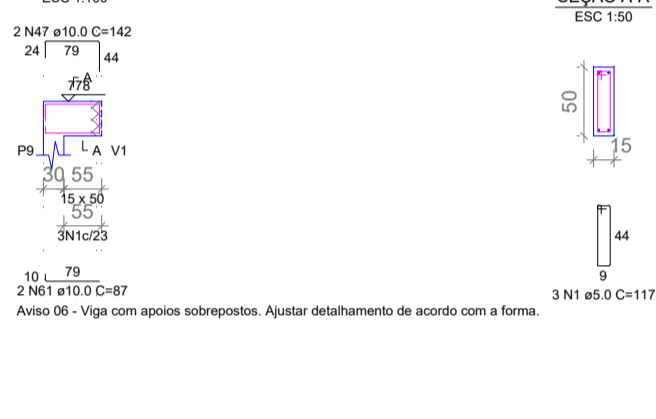 2 N47 ø10.0 C=142
24 79 44
A
778
P9
L A V1
30 55
15 x 50
55
3N1c/23
10 79
2 N61 ø10.0 C=87
Aviso 06 - Viga com apoios sobrepostos. Ajustar detalhamento de acordo com a forma.
ESC 1:50
50
15
44
9
3 N1 ø5.0 C=117